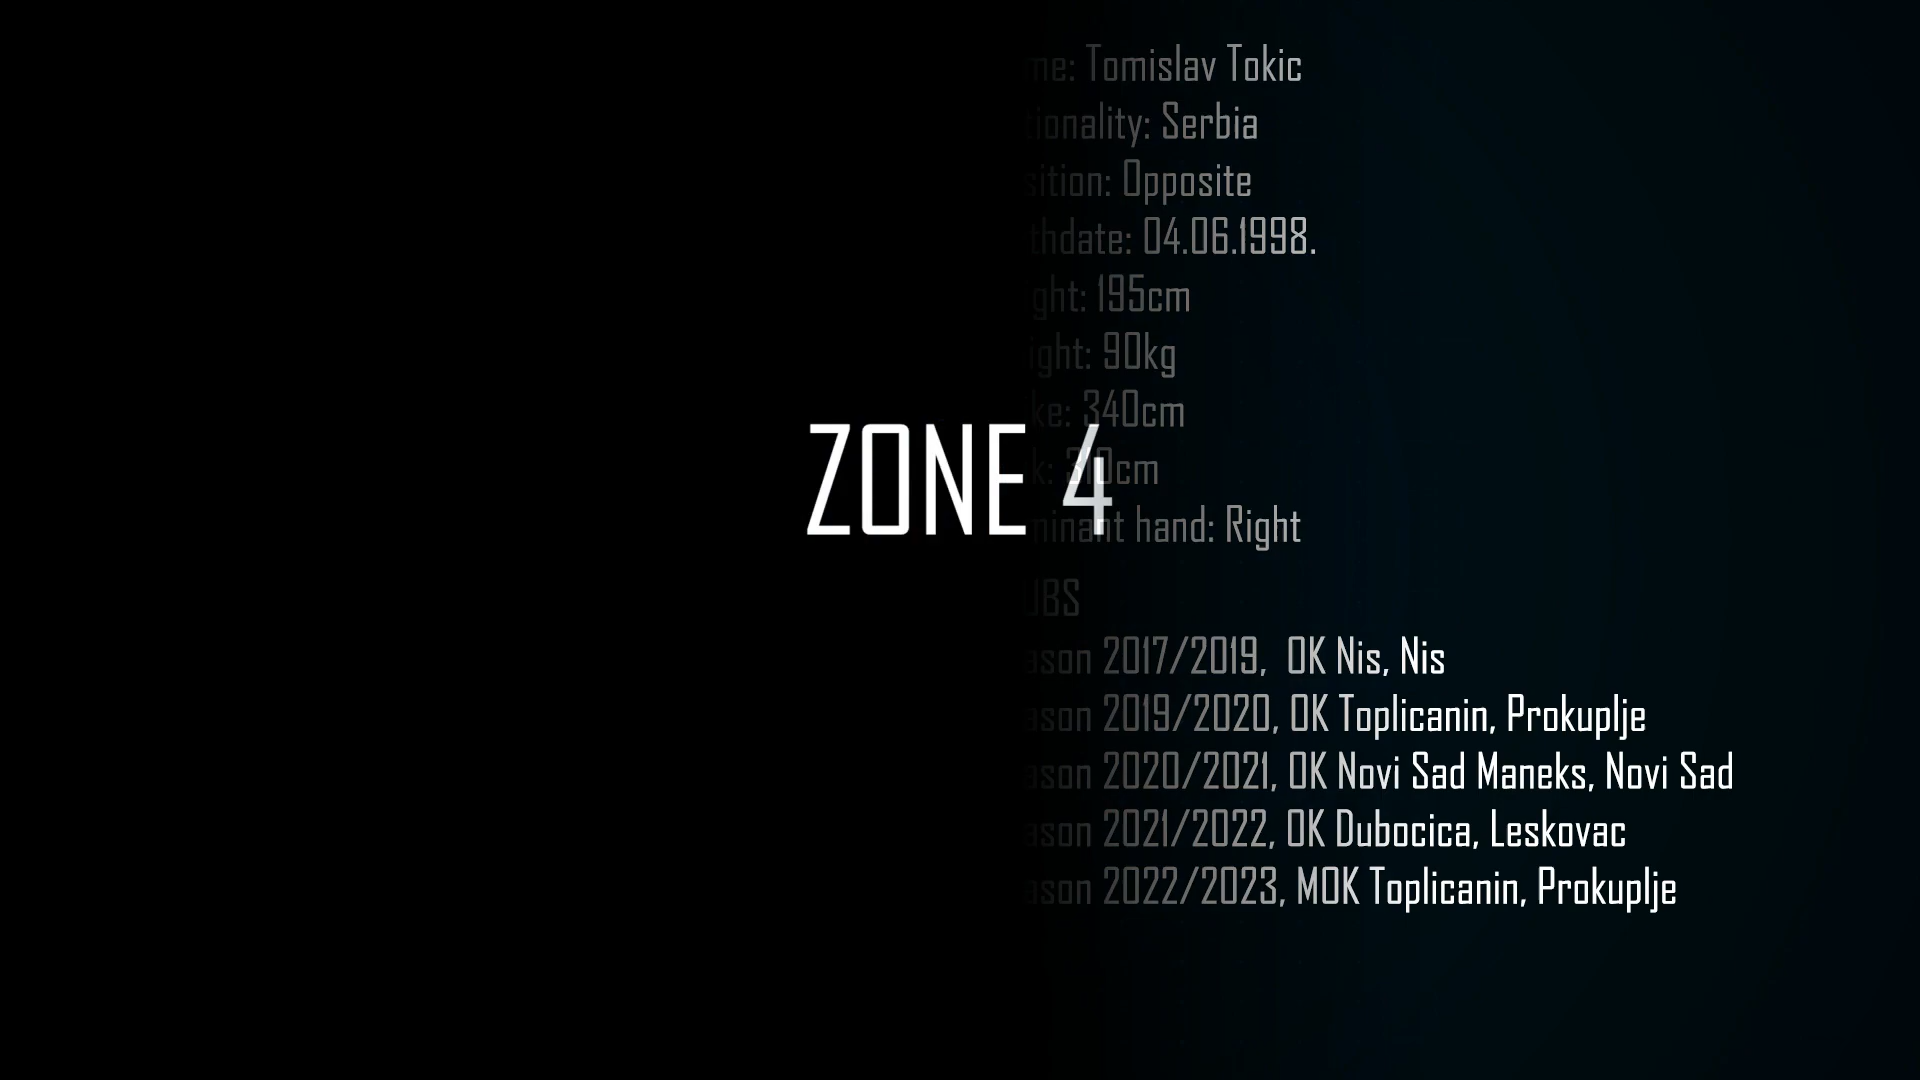 me: Tomislav Tokic
tionality: Serbia
sition: Opposite
thdate: 04.06.1998.
ght: 195cm
ight: 90kg
ke: 340cm
ZONE 4
k: 310cm
minant hand: Right
UBS
ason 2017/2019, OK Nis, Nis
ason 2019/2020, OK Toplicanin, Prokuplje
ason 2020/2021, OK Novi Sad Maneks, Novi Sad
ason 2021/2022, OK Dubocica, Leskovac
ason 2022/2023, MOK Toplicanin, Prokuplje